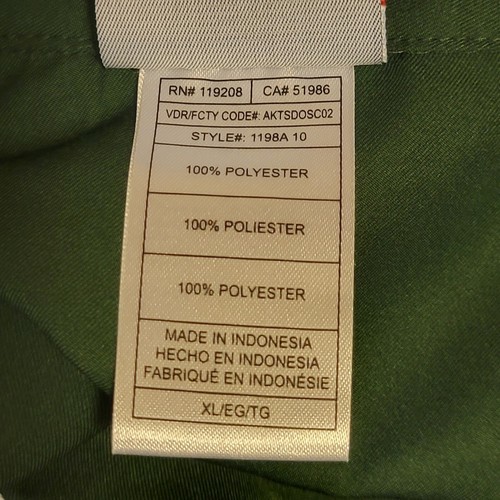 RN# 119208 CA# 51986
VDR/FCTY CODE#: AKTSDOSC02
STYLE#: 1198A 10
100% POLYESTER
100% POLIESTER
100% POLYESTER
MADE IN INDONESIA
HECHO EN INDONESIA
FABRIQUÉ EN INDONÉSIE
XL/EG/TG